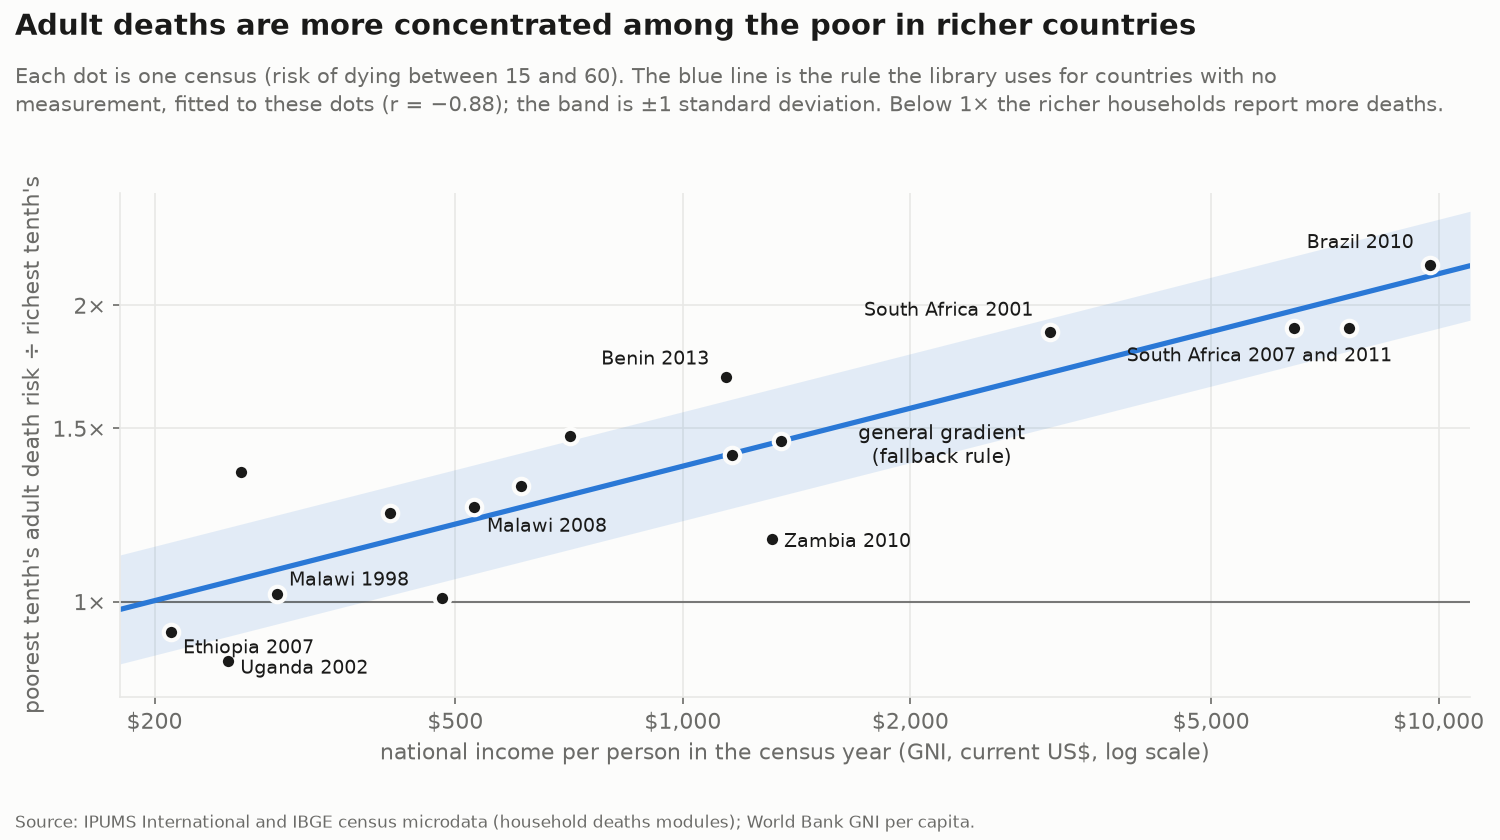 Adult deaths are more concentrated among the poor in richer countries
Each dot is one census (risk of dying between 15 and 60). The blue line is the rule the library uses for countries with no
measurement, fitted to these dots (r = −0.88); the band is ±1 standard deviation. Below 1× the richer households report more deaths.
poorest tenth's adult death risk ÷ richest tenth's
2×
1.5×
1×
Brazil 2010
South Africa 2001
South Africa 2007 and 2011
Benin 2013
general gradient
(fallback rule)
Malawi 2008
Zambia 2010
Malawi 1998
Ethiopia 2007
Uganda 2002
$200
$500
$1,000
$2,000
$5,000
$10,000
national income per person in the census year (GNI, current US$, log scale)
Source: IPUMS International and IBGE census microdata (household deaths modules); World Bank GNI per capita.